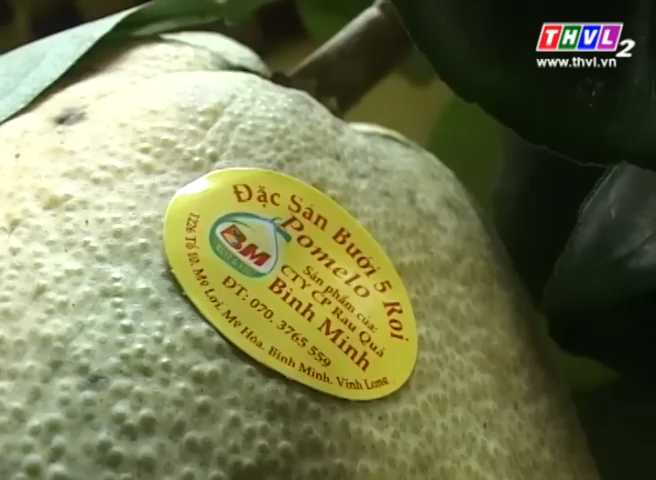 THVL2
www.thvl.vn
Đặc Sản Bưởi 5 Roi
Pomelo
BM
Sản phẩm của:
CTY CP Rau Quả
Bình Minh
ĐT: 070. 3765 559
1226 Tổ 10, Mỹ Lợi, Mỹ Hòa, Bình Minh, Vĩnh Long